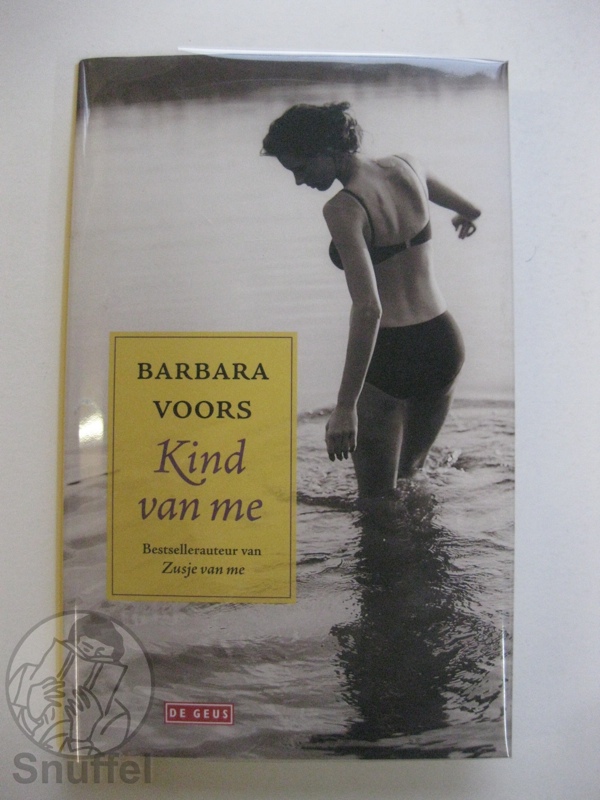 BARBARA
VOORS
Kind
van me
Bestsellerauteur van
Zusje van me
DE GEUS
Snuffel